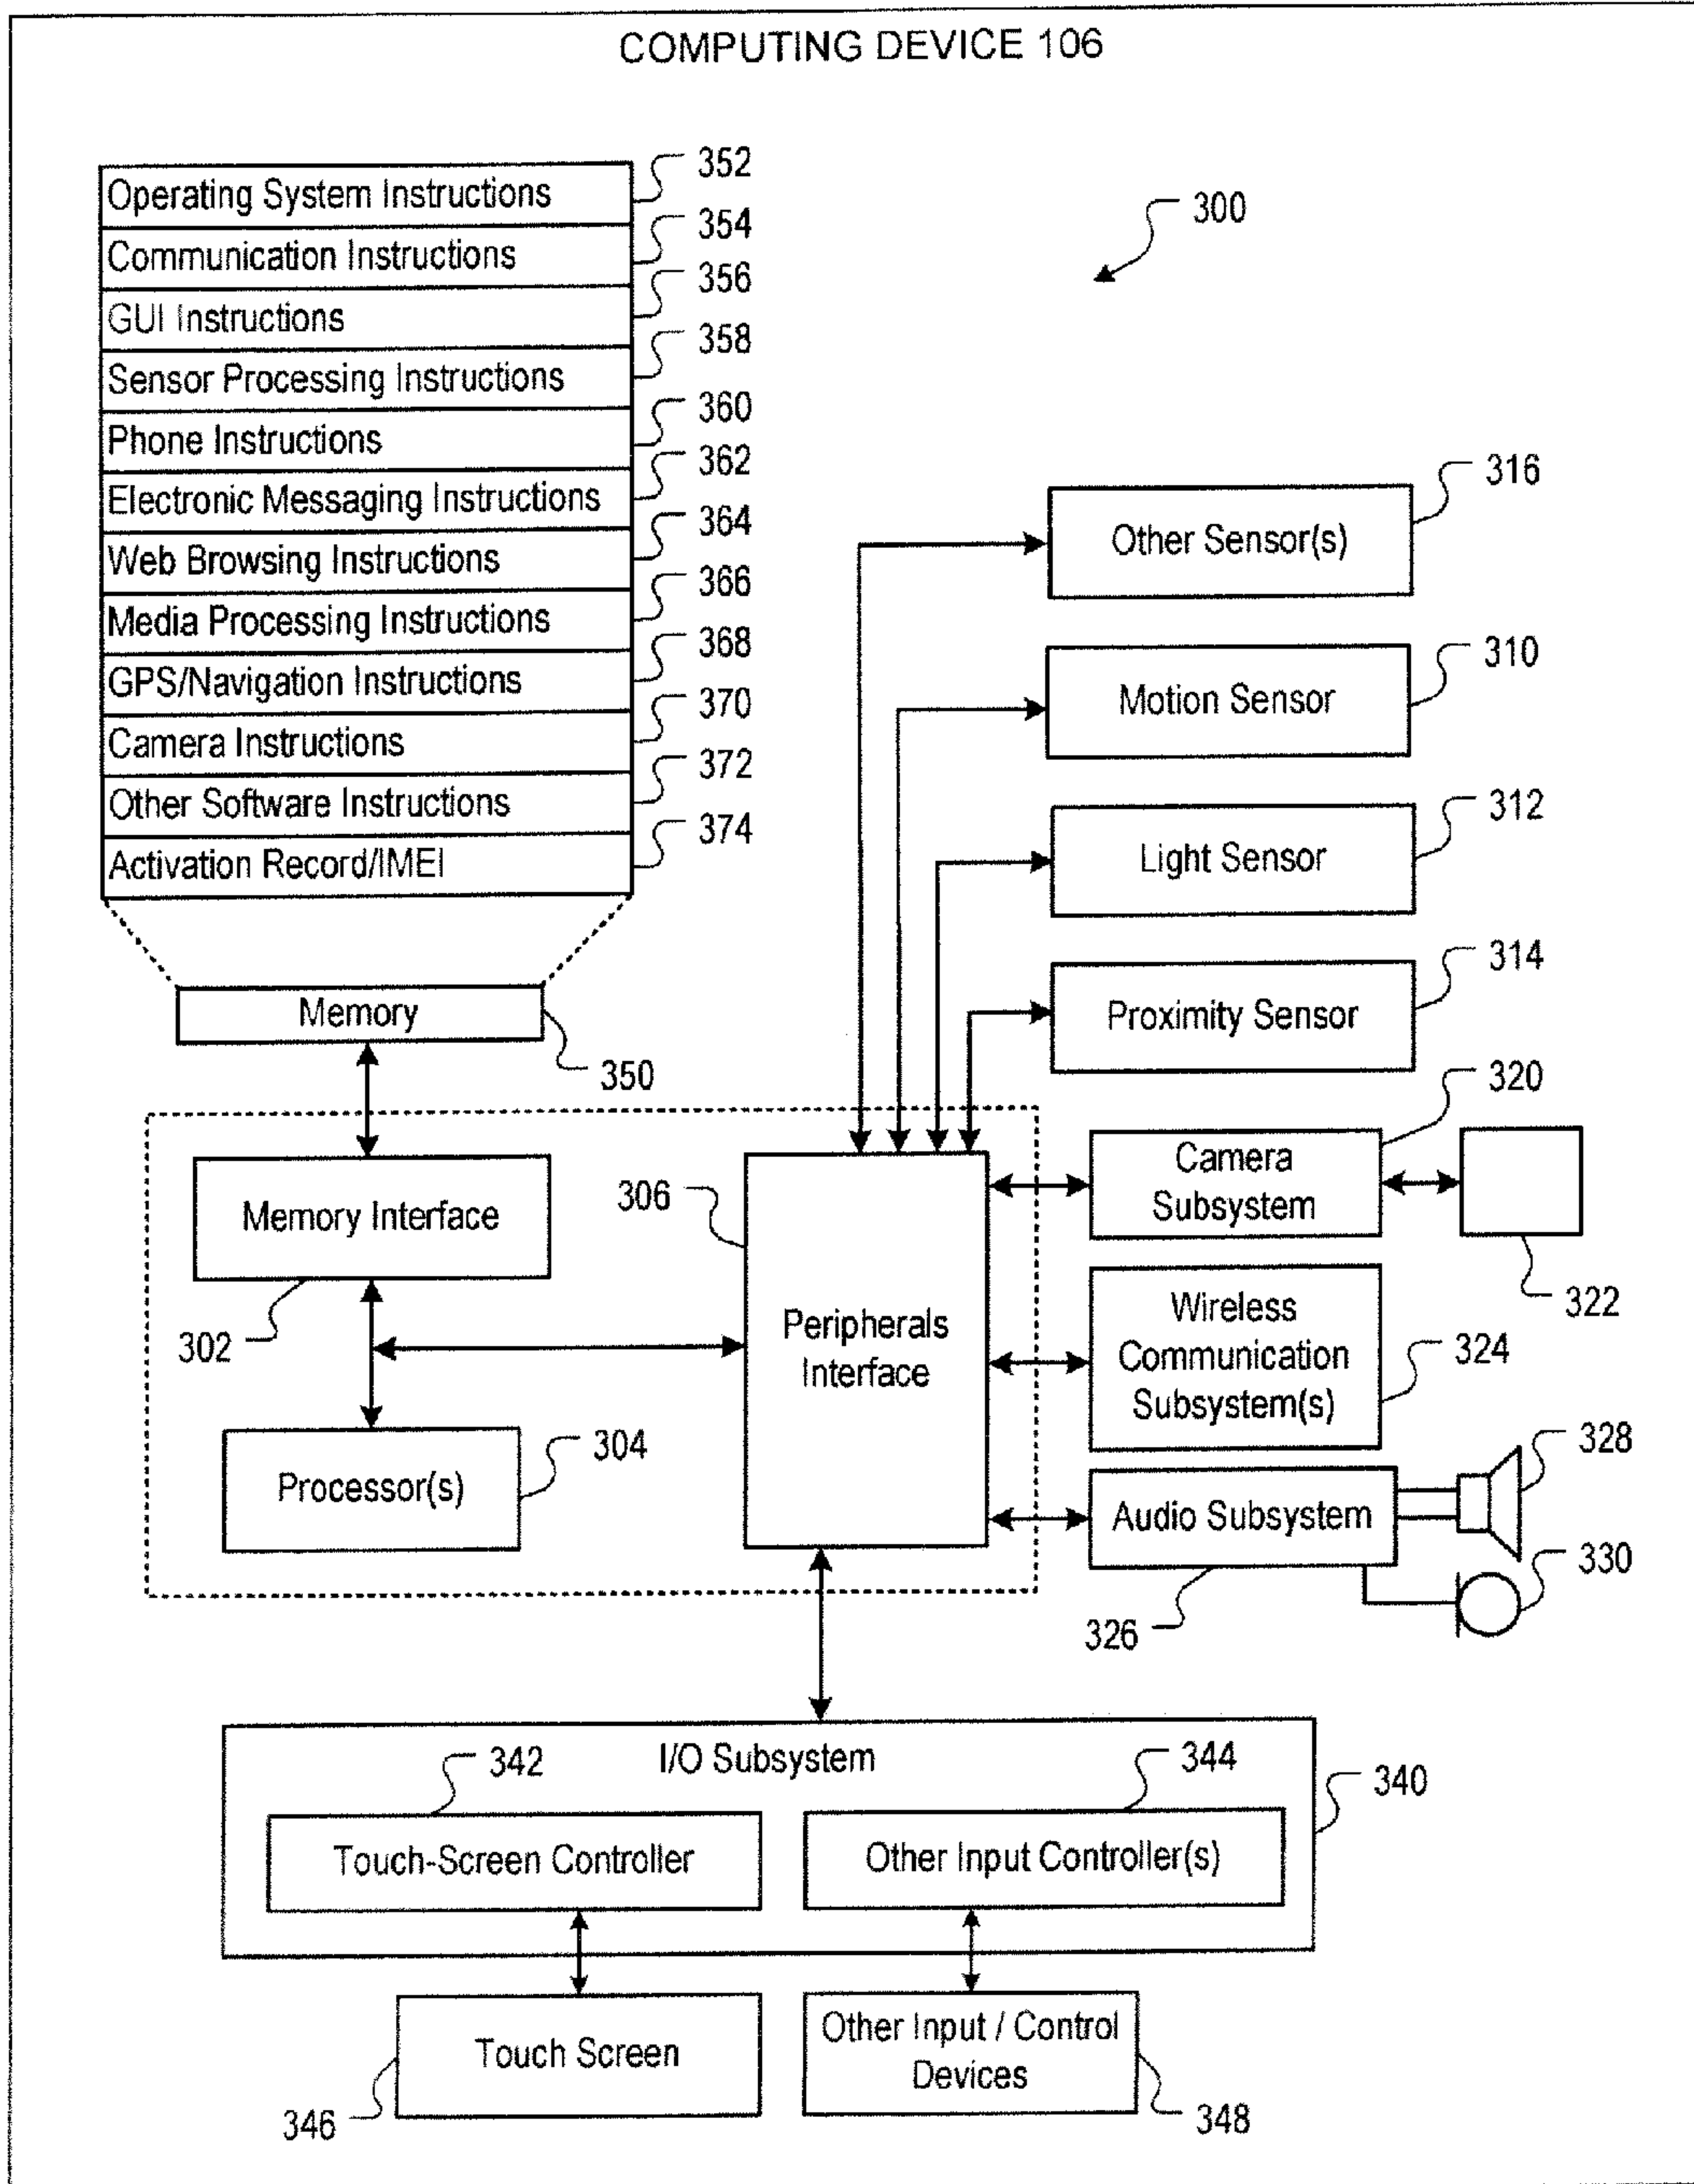 COMPUTING DEVICE 106
300
Operating System Instructions
352
Communication Instructions
354
GUI Instructions
356
Sensor Processing Instructions
358
Phone Instructions
360
Electronic Messaging Instructions
362
Web Browsing Instructions
364
Media Processing Instructions
366
GPS/Navigation Instructions
368
Camera Instructions
370
Other Software Instructions
372
Activation Record/IMEI
374
Memory
350
Other Sensor(s)
316
Motion Sensor
310
Light Sensor
312
Proximity Sensor
314
Memory Interface
302
Processor(s)
304
306
Peripherals
Interface
Camera
Subsystem
320
322
Wireless
Communication
Subsystem(s)
324
Audio Subsystem
326
328
330
I/O Subsystem
340
342
Touch-Screen Controller
344
Other Input Controller(s)
Touch Screen
346
Other Input / Control
Devices
348